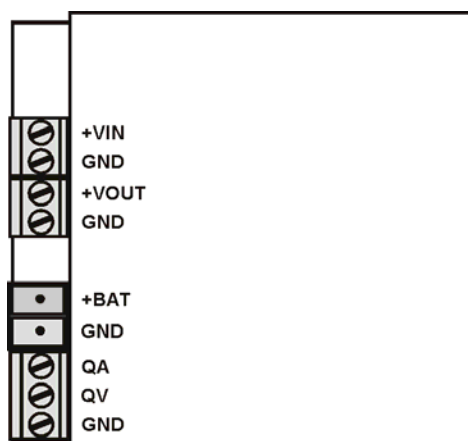 +VIN
GND
+VOUT
GND
+BAT
GND
QA
QV
GND